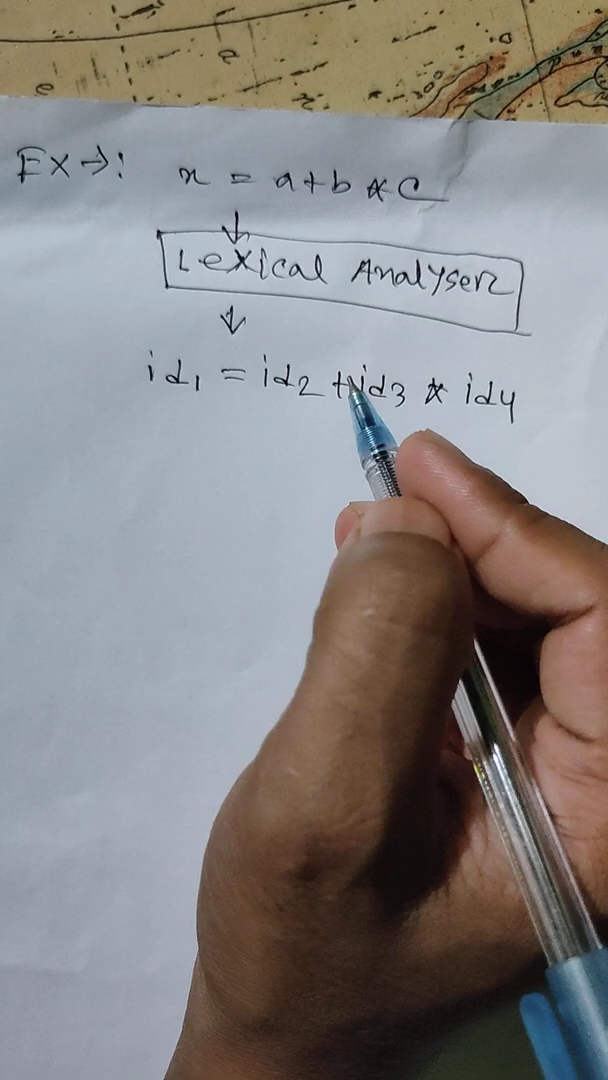 EX →: x = a + b * c
↓
Lexical Analyser
↓
id1 = id2 + id3 * id4